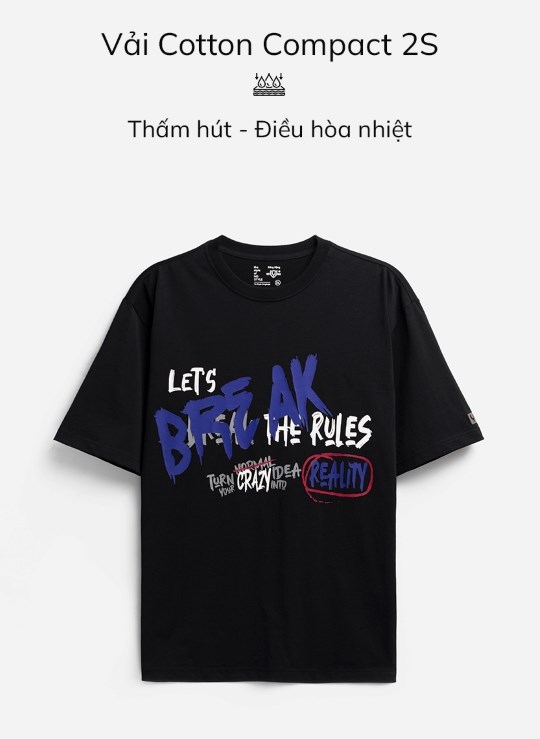 Vải Cotton Compact 2S
Thấm hút - Điều hòa nhiệt
LET'S
BREAK
BREAK THE RULES
NORMAL
TURN YOUR CRAZY IDEA INTO REALITY